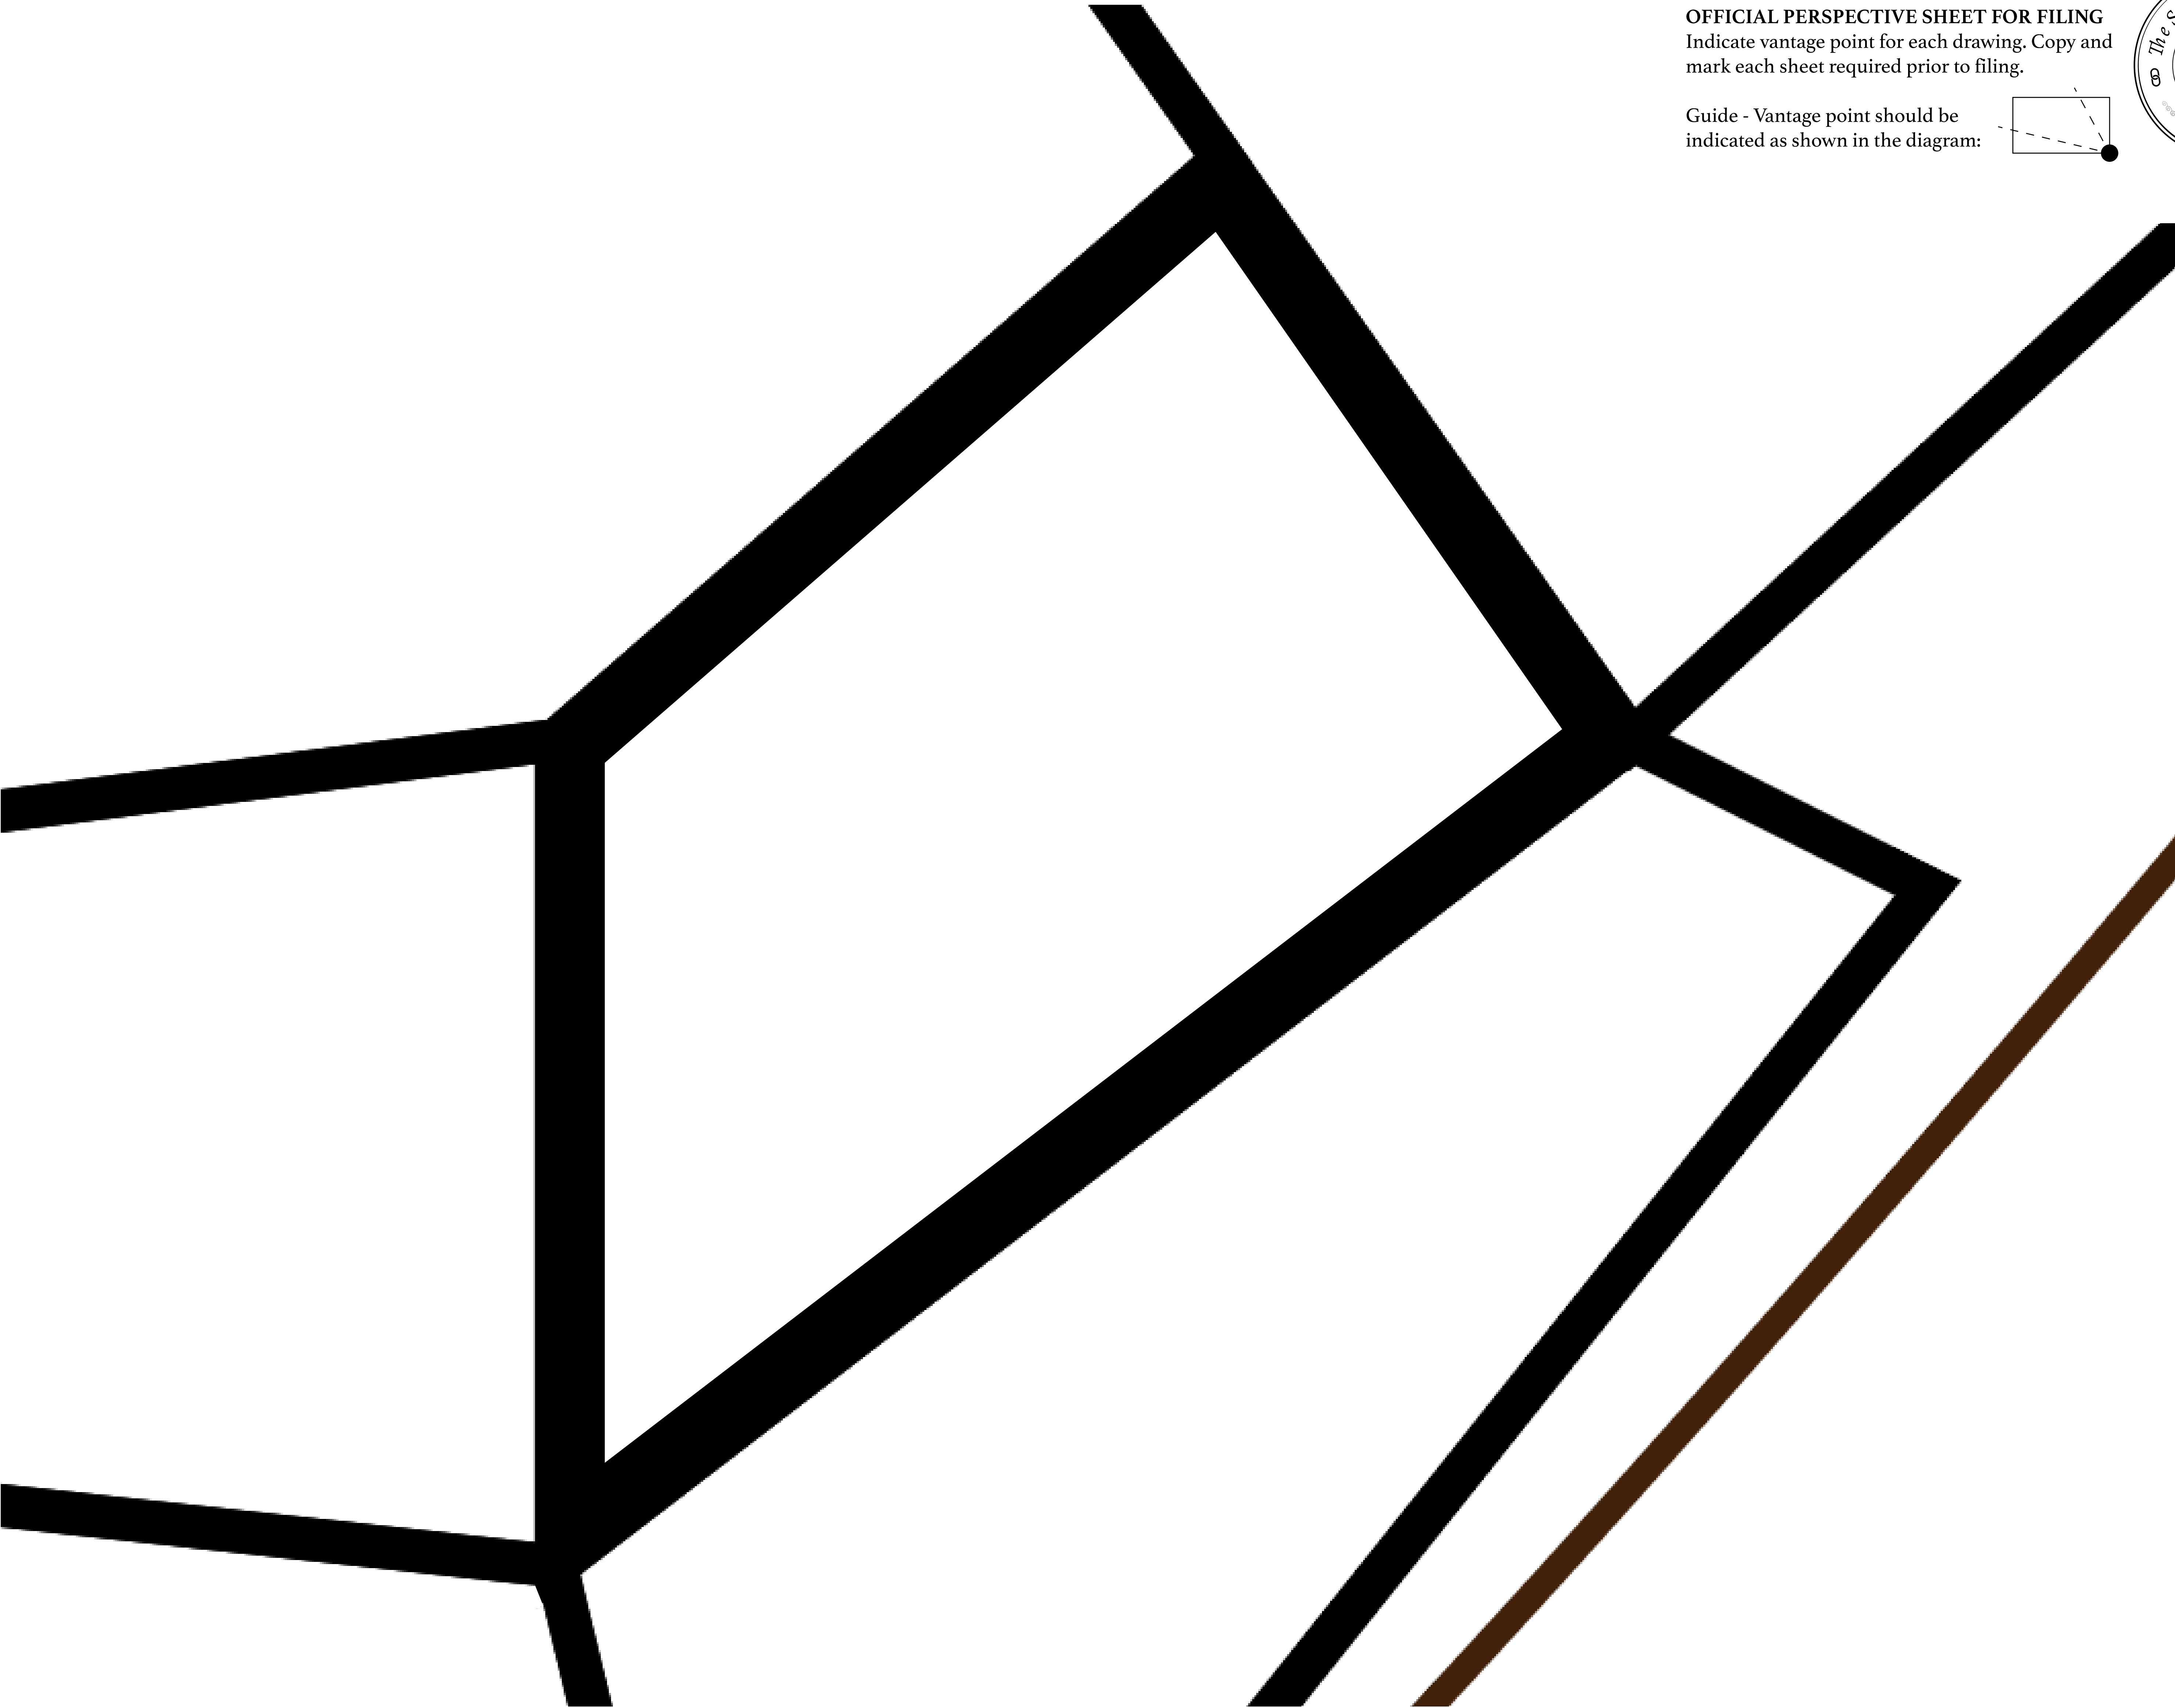 OFFICIAL PERSPECTIVE SHEET FOR FILING
Indicate vantage point for each drawing. Copy and
mark each sheet required prior to filing.
Guide - Vantage point should be
indicated as shown in the diagram:
The